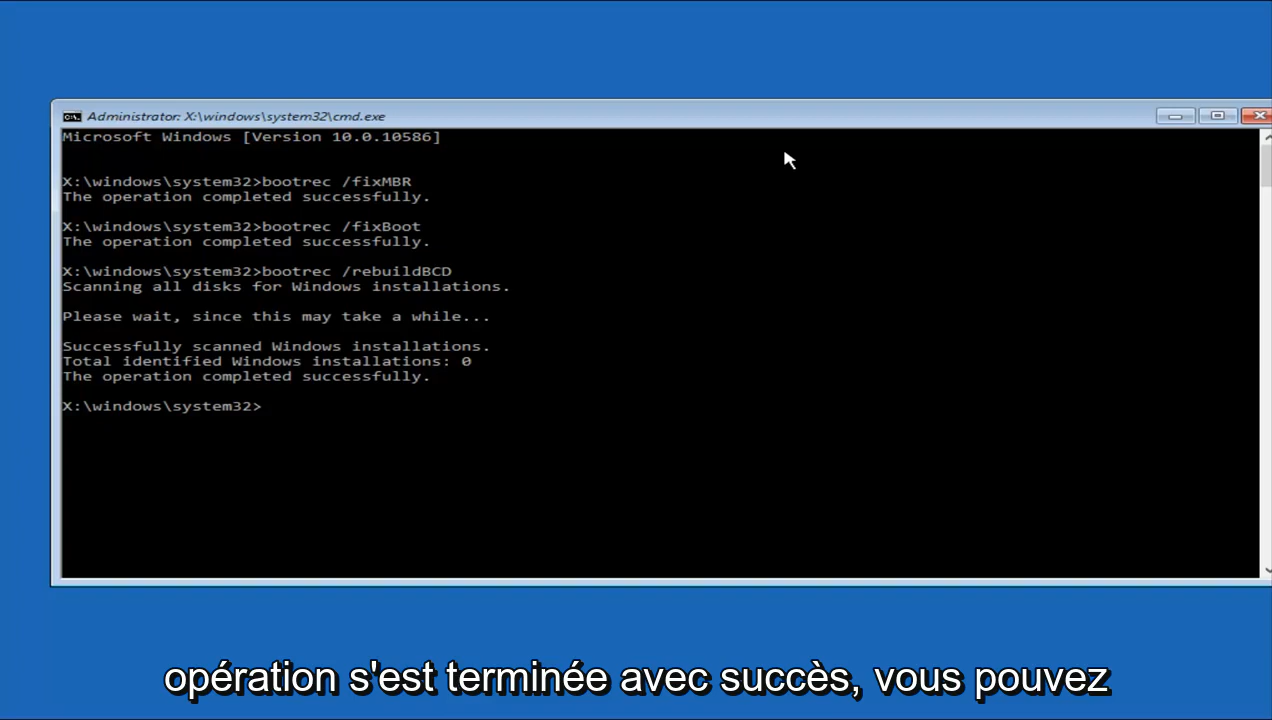 Administrator: X:\windows\system32\cmd.exe
Microsoft Windows [Version 10.0.10586]
X:\windows\system32>bootrec /fixMBR
The operation completed successfully.
X:\windows\system32>bootrec /fixBoot
The operation completed successfully.
X:\windows\system32>bootrec /rebuildBCD
Scanning all disks for Windows installations.
Please wait, since this may take a while...
Successfully scanned Windows installations.
Total identified Windows installations: 0
The operation completed successfully.
X:\windows\system32>
opération s'est terminée avec succès, vous pouvez